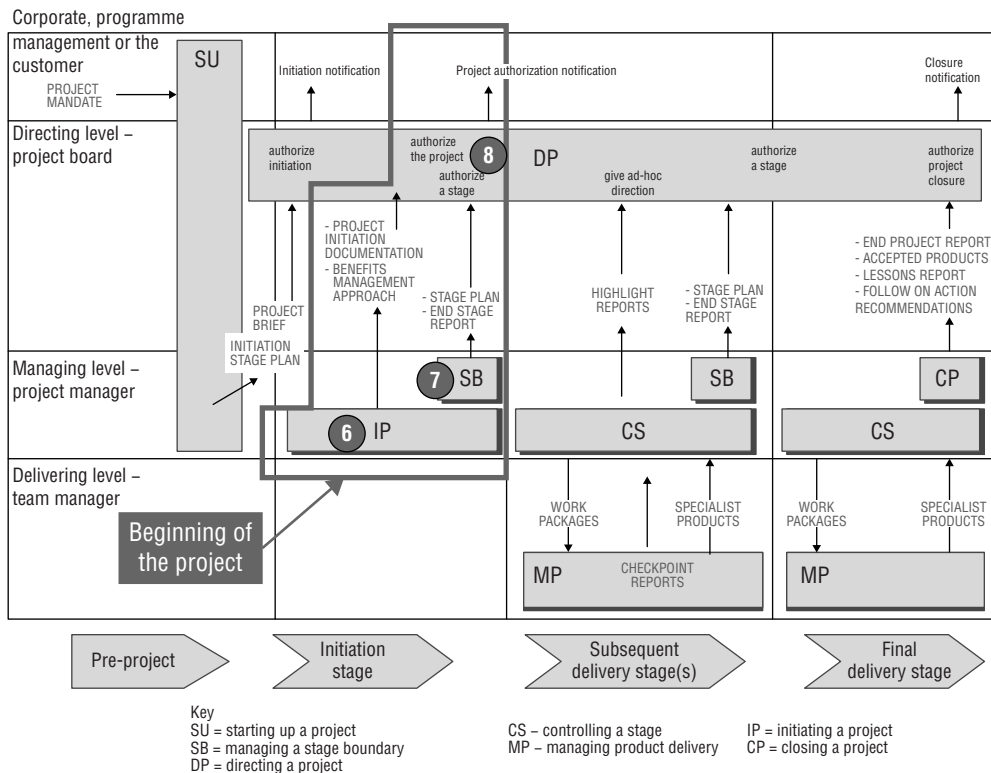 Corporate, programme
management or the
customer
PROJECT
MANDATE
SU
Initiation notification
Project authorization notification
Closure
notification
Directing level –
project board
authorize
initiation
authorize
the project
8
authorize
a stage
DP
give ad-hoc
direction
authorize
a stage
authorize
project
closure
- PROJECT
INITIATION
DOCUMENTATION
- BENEFITS
MANAGEMENT
APPROACH
- STAGE PLAN
- END STAGE
REPORT
PROJECT
BRIEF
INITIATION
STAGE PLAN
HIGHLIGHT
REPORTS
- STAGE PLAN
- END STAGE
REPORT
- END PROJECT REPORT
- ACCEPTED PRODUCTS
- LESSONS REPORT
- FOLLOW ON ACTION
RECOMMENDATIONS
Managing level –
project manager
7
SB
SB
CP
6
IP
CS
CS
Delivering level –
team manager
Beginning of
the project
WORK
PACKAGES
SPECIALIST
PRODUCTS
WORK
PACKAGES
SPECIALIST
PRODUCTS
MP
CHECKPOINT
REPORTS
MP
Pre-project
Initiation
stage
Subsequent
delivery stage(s)
Final
delivery stage
Key
SU = starting up a project
SB = managing a stage boundary
DP = directing a project
CS – controlling a stage
MP – managing product delivery
IP = initiating a project
CP = closing a project